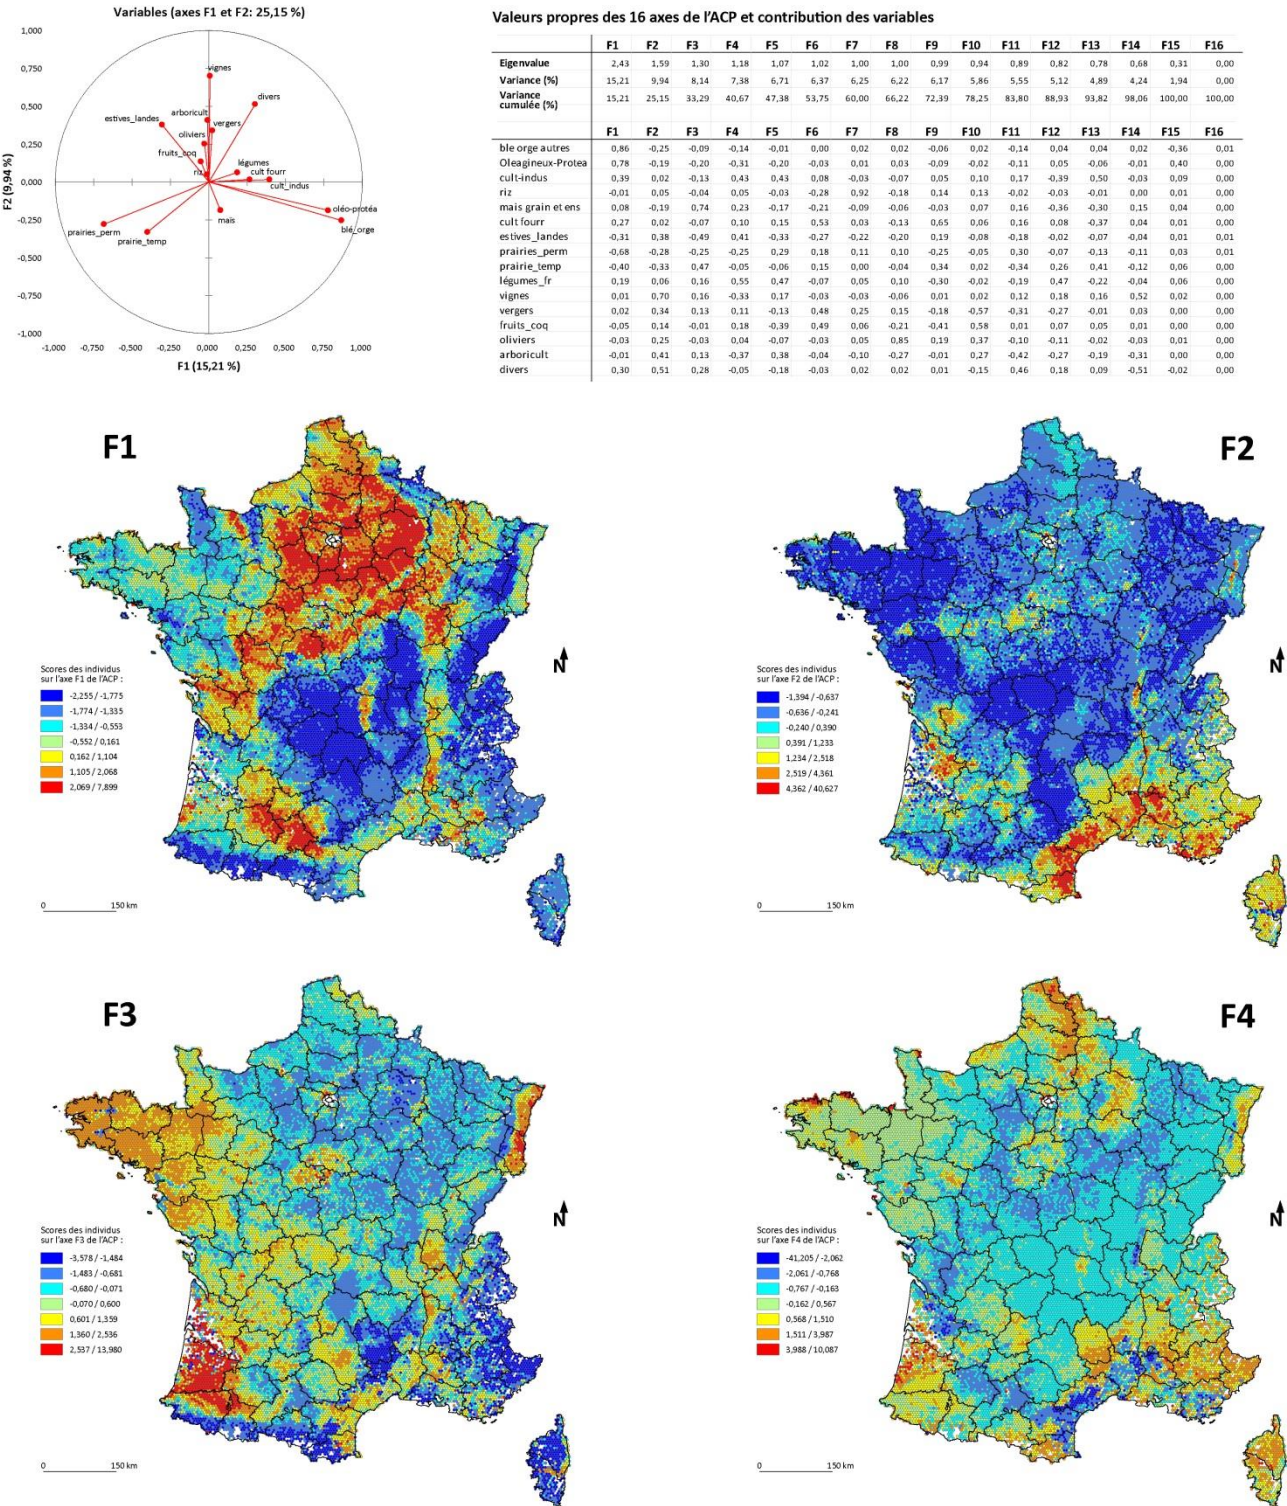 Variables (axes F1 et F2: 25,15 %)
1,000
0,750
0,500
0,250
0,000
-0,250
-0,500
-0,750
-1,000
F2 (9,94 %)
vignes
divers
arboricult
estives_landes
vergers
oliviers
fruits_coq
légumes
riz
cult fourr
cult_indus
maïs
oléo-protéa
blé_orge
prairies_perm
prairie_temp
-1,000 -0,750 -0,500 -0,250 0,000 0,250 0,500 0,750 1,000
F1 (15,21 %)
Valeurs propres des 16 axes de l'ACP et contribution des variables
F1 F2 F3 F4 F5 F6 F7 F8 F9 F10 F11 F12 F13 F14 F15 F16
Eigenvalue 2,43 1,59 1,30 1,18 1,07 1,02 1,00 1,00 0,99 0,94 0,89 0,82 0,78 0,68 0,31 0,00
Variance (%) 15,21 9,94 8,14 7,38 6,71 6,37 6,25 6,22 6,17 5,86 5,55 5,12 4,89 4,24 1,94 0,00
Variance
cumulée (%) 15,21 25,15 33,29 40,67 47,38 53,75 60,00 66,22 72,39 78,25 83,80 88,93 93,82 98,06 100,00 100,00
F1 F2 F3 F4 F5 F6 F7 F8 F9 F10 F11 F12 F13 F14 F15 F16
ble orge autres 0,86 -0,25 -0,09 -0,14 -0,01 0,00 0,02 0,02 -0,06 0,02 -0,14 0,04 0,04 0,02 -0,36 0,01
Oleagineux-Protea 0,78 -0,19 -0,20 -0,31 -0,20 -0,03 0,01 0,03 -0,09 -0,02 -0,11 0,05 -0,06 -0,01 0,40 0,00
cult-indus 0,39 0,02 -0,13 0,43 0,43 0,08 -0,03 -0,07 0,05 0,10 0,17 -0,39 0,50 -0,03 0,09 0,00
riz -0,01 0,05 -0,04 0,05 -0,03 -0,28 0,92 -0,18 0,14 0,13 -0,02 -0,03 -0,01 0,00 0,01 0,00
mais grain et ens 0,08 -0,19 0,74 0,23 -0,17 -0,21 -0,09 -0,06 -0,03 0,07 0,16 -0,36 -0,30 0,15 0,04 0,00
cult fourr 0,27 0,02 -0,07 0,10 0,15 0,53 0,03 -0,13 0,65 0,06 0,16 0,08 -0,37 0,04 0,01 0,00
estives_landes -0,31 0,38 -0,49 0,41 -0,33 -0,27 -0,22 -0,20 0,19 -0,08 -0,18 -0,02 -0,07 -0,04 0,01 0,01
prairies_perm -0,68 -0,28 -0,25 -0,25 0,29 0,18 0,11 0,10 -0,25 -0,05 0,30 -0,07 -0,13 -0,11 0,03 0,01
prairie_temp -0,40 -0,33 0,47 -0,05 -0,06 0,15 0,00 -0,04 0,34 0,02 -0,34 0,26 0,41 -0,12 0,06 0,00
légumes_fr 0,19 0,06 0,16 0,55 0,47 -0,07 0,05 0,10 -0,30 -0,02 -0,19 0,47 -0,22 -0,04 0,06 0,00
vignes 0,01 0,70 0,16 -0,33 0,17 -0,03 -0,03 -0,06 0,01 0,02 0,12 0,18 0,16 0,52 0,02 0,00
vergers 0,02 0,34 0,13 0,11 -0,13 0,48 0,25 0,15 -0,18 -0,57 -0,31 -0,27 -0,01 0,03 0,00 0,00
fruits_coq -0,05 0,14 -0,01 0,18 -0,39 0,49 0,06 -0,21 -0,41 0,58 0,01 0,07 0,05 0,01 0,00 0,00
oliviers -0,03 0,25 -0,03 0,04 -0,07 -0,03 0,05 0,85 0,19 0,37 -0,10 -0,11 -0,02 -0,03 0,01 0,00
arboricult -0,01 0,41 0,13 -0,37 0,38 -0,04 -0,10 -0,27 -0,01 0,27 -0,42 -0,27 -0,19 -0,31 0,00 0,00
divers 0,30 0,51 0,28 -0,05 -0,18 -0,03 0,02 0,02 0,01 -0,15 0,46 0,18 0,09 -0,51 -0,02 0,00
F1
Scores des individus
sur l'axe F1 de l'ACP :
-2,255 / -1,775
-1,774 / -1,335
-1,334 / -0,553
-0,552 / 0,161
0,162 / 1,104
1,105 / 2,068
2,069 / 7,899
0 150 km
N
F2
Scores des individus
sur l'axe F2 de l'ACP :
-1,394 / -0,637
-0,636 / -0,241
-0,240 / 0,390
0,391 / 1,233
1,234 / 2,518
2,519 / 4,361
4,362 / 40,627
0 150 km
N
F3
Scores des individus
sur l'axe F3 de l'ACP :
-3,578 / -1,484
-1,483 / -0,681
-0,680 / -0,071
-0,070 / 0,600
0,601 / 1,359
1,360 / 2,536
2,537 / 13,980
0 150 km
N
F4
Scores des individus
sur l'axe F4 de l'ACP :
-41,205 / -2,062
-2,061 / -0,768
-0,767 / -0,163
-0,162 / 0,567
0,568 / 1,510
1,511 / 3,987
3,988 / 10,087
0 150 km
N